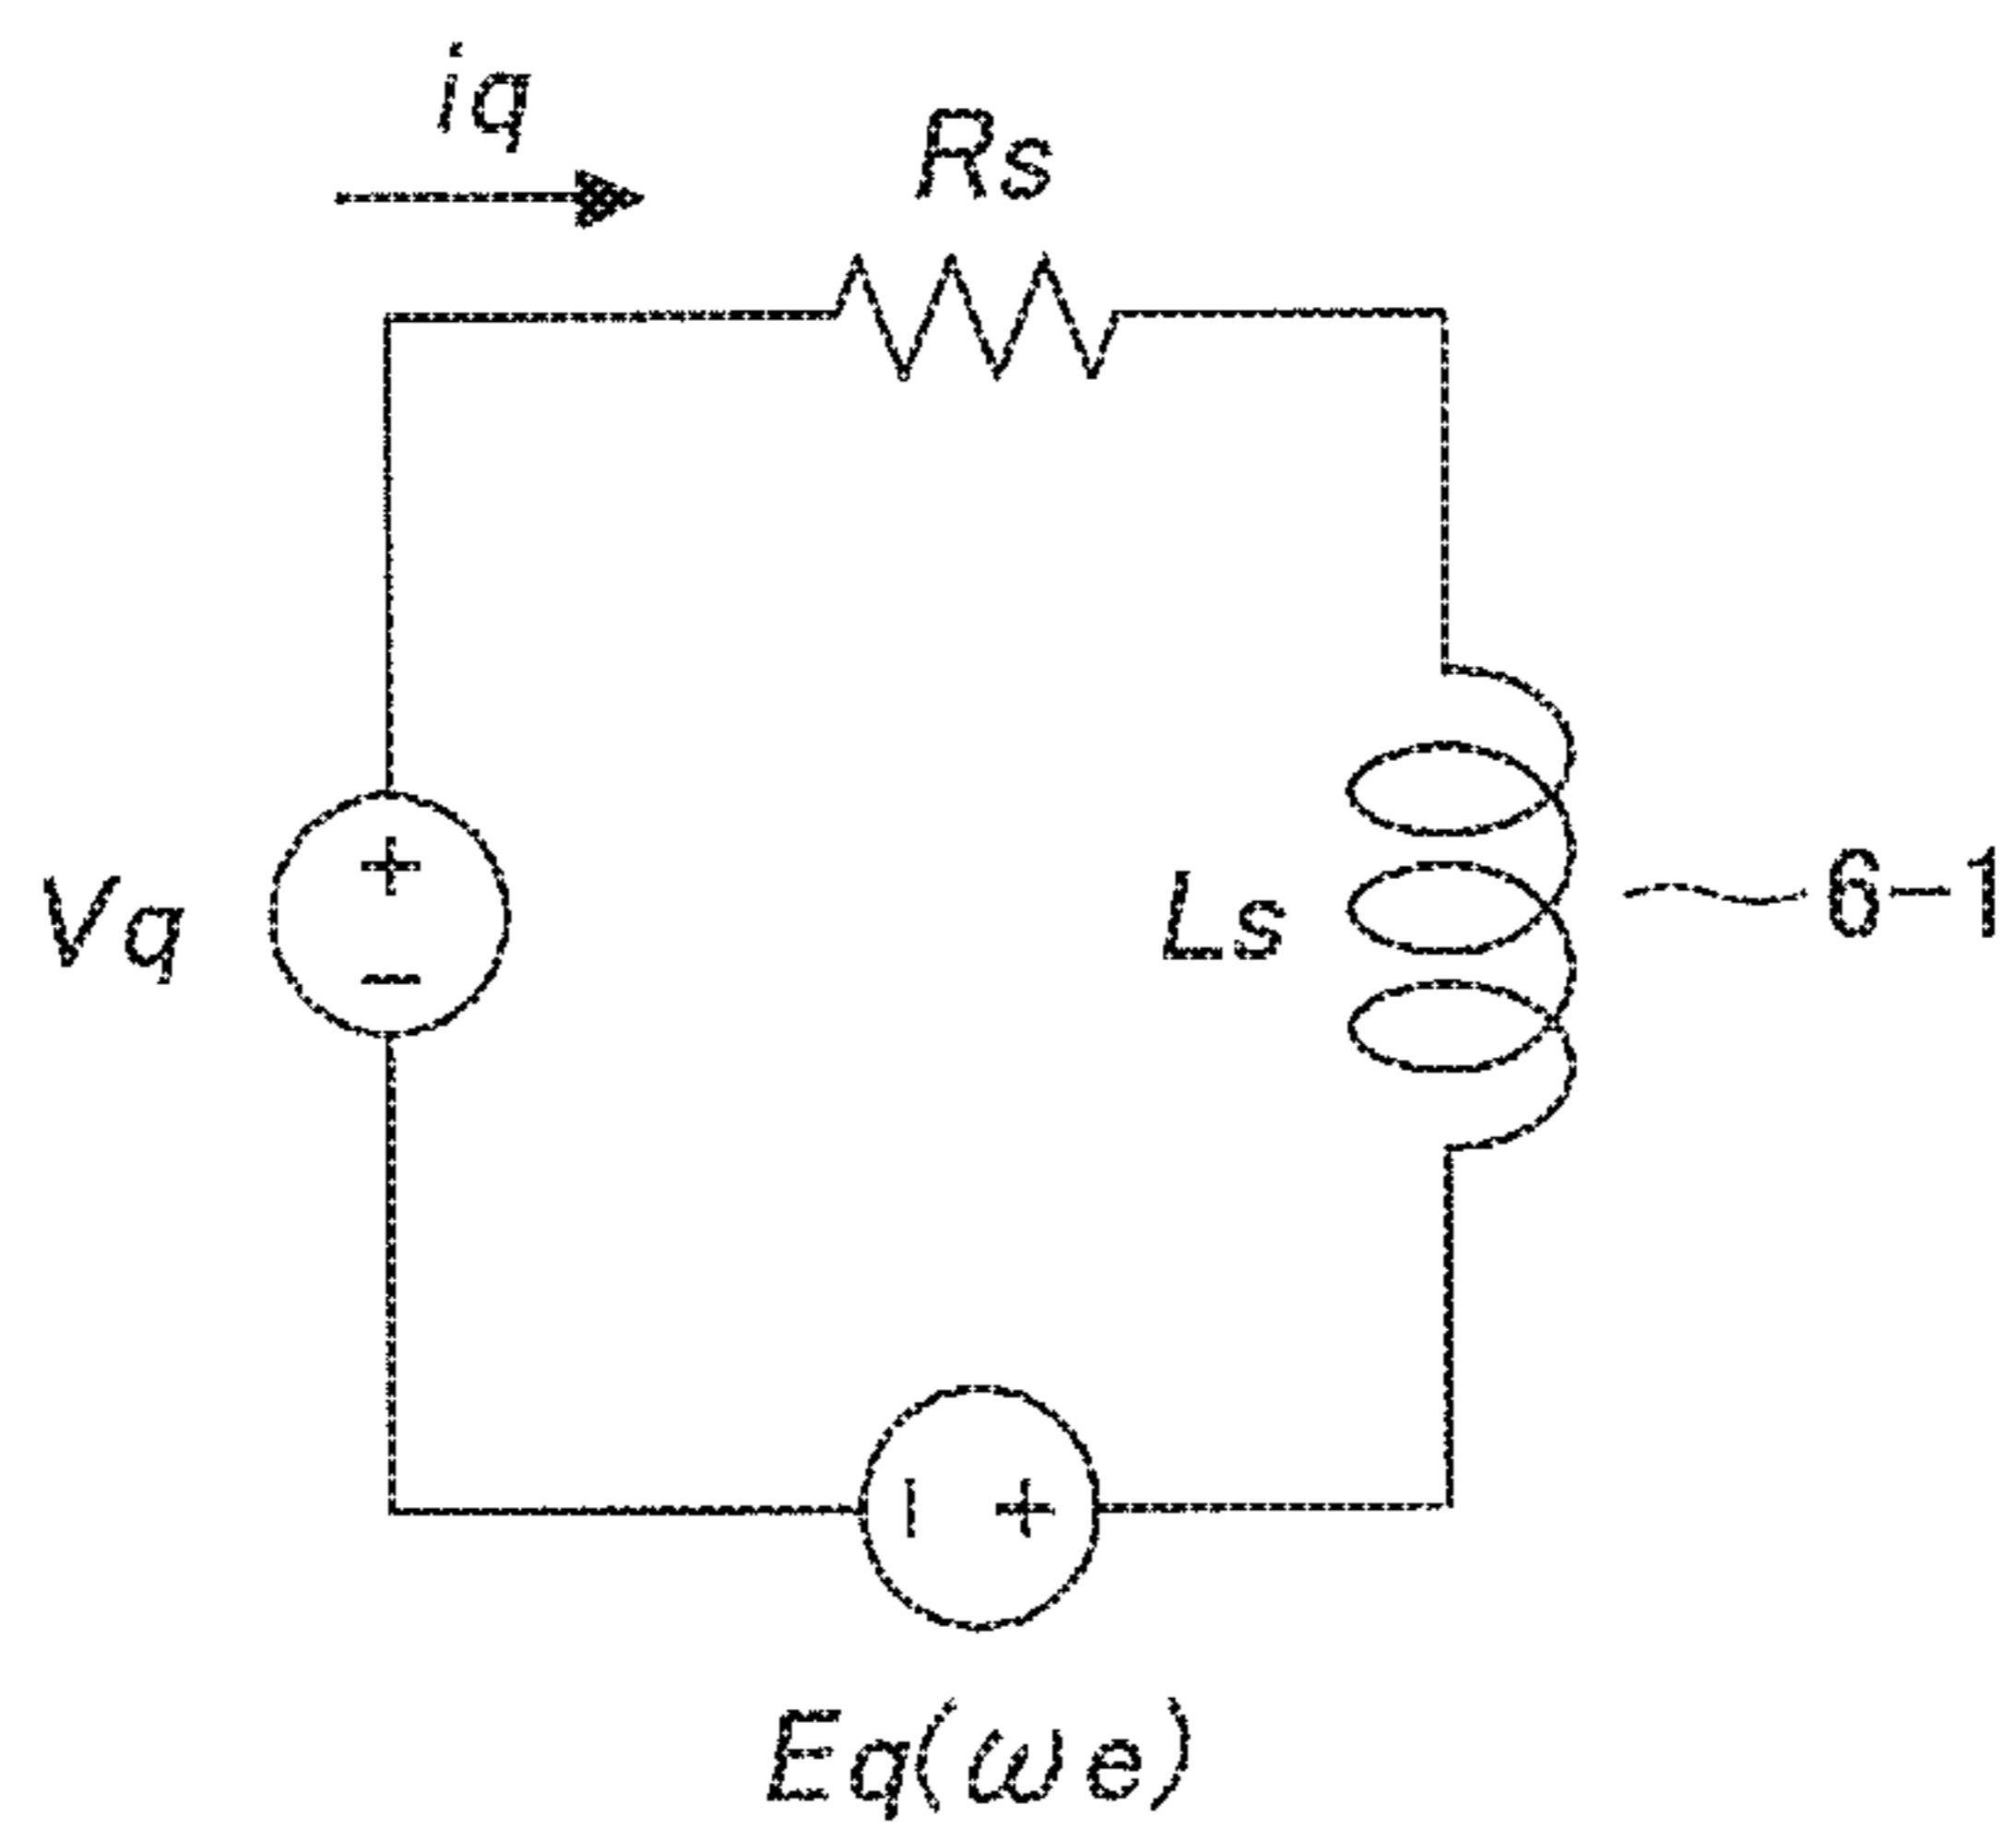 iq
Rs
+
Vq
−
Ls
6-1
− +
Eq(ωe)